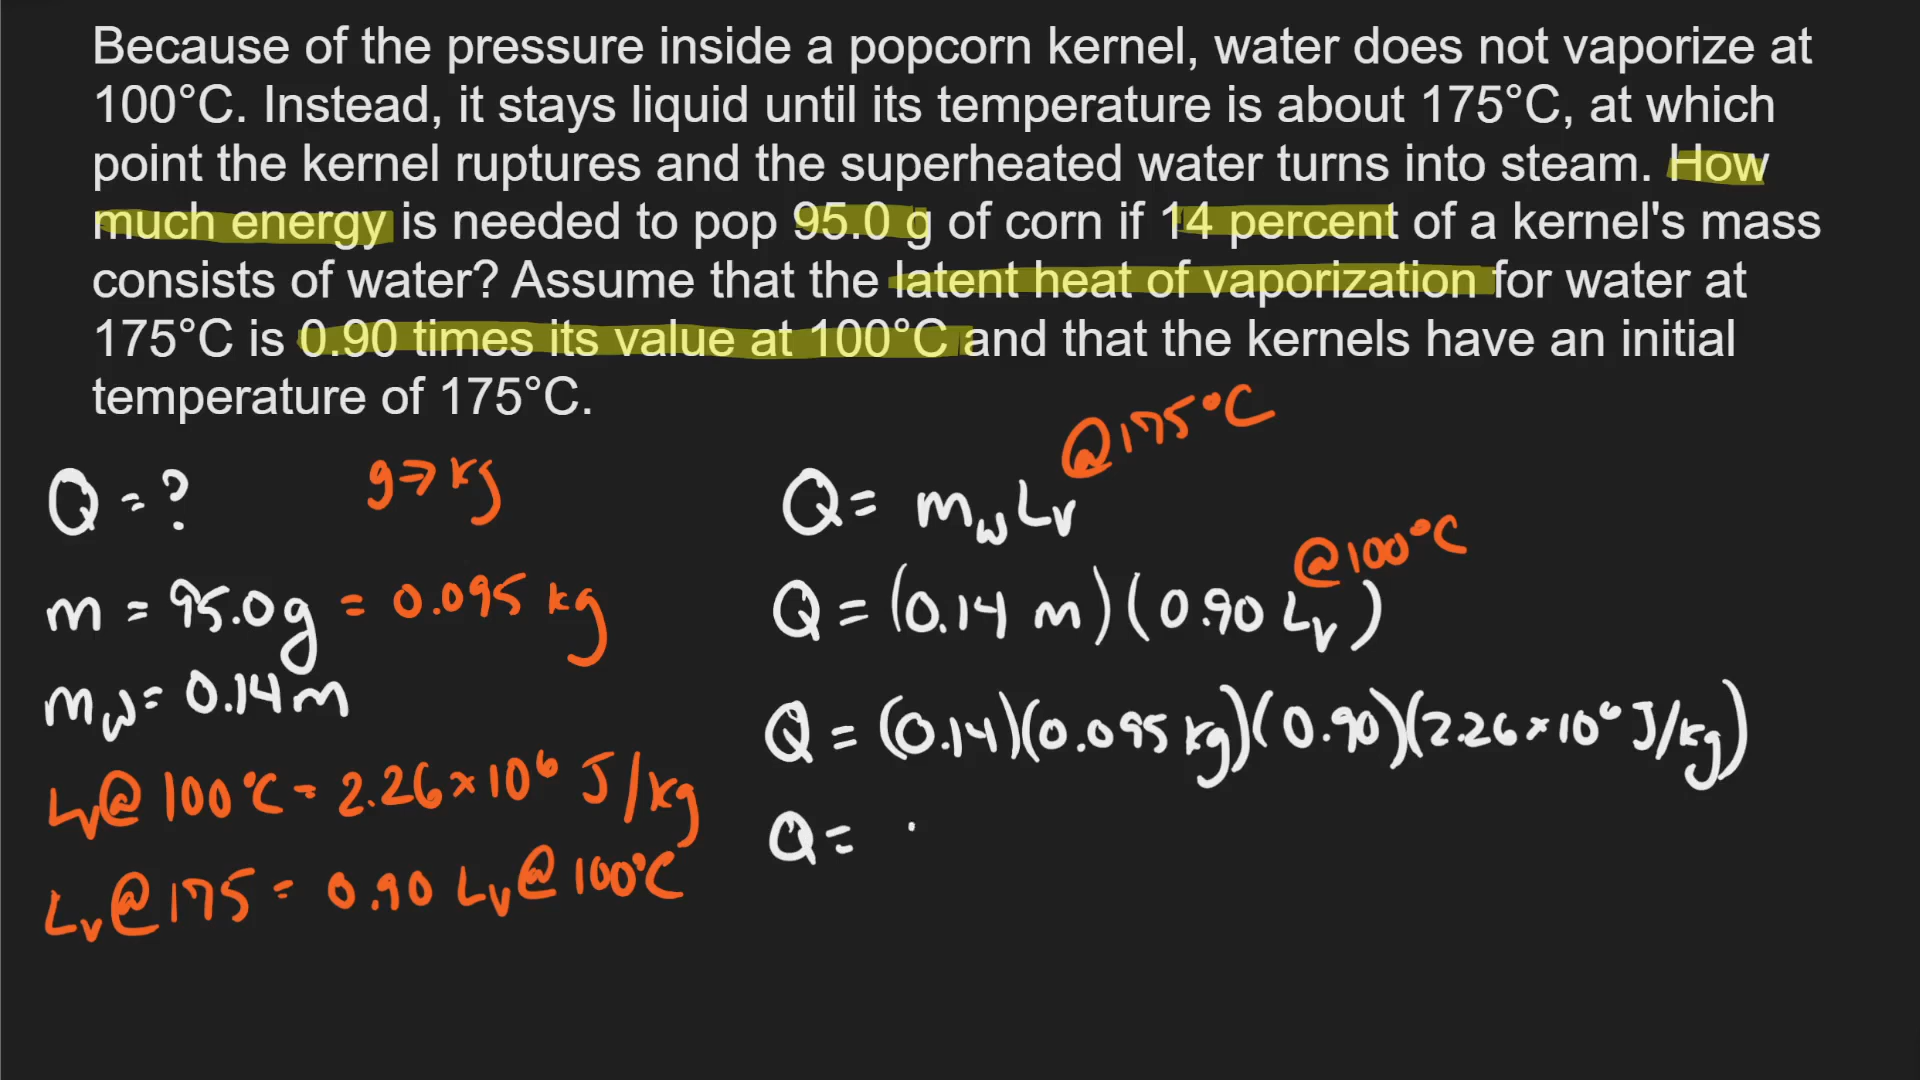 Because of the pressure inside a popcorn kernel, water does not vaporize at
100°C. Instead, it stays liquid until its temperature is about 175°C, at which
point the kernel ruptures and the superheated water turns into steam. How
much energy is needed to pop 95.0 g of corn if 14 percent of a kernel's mass
consists of water? Assume that the latent heat of vaporization for water at
175°C is 0.90 times its value at 100°C and that the kernels have an initial
temperature of 175°C.
Q = ?
g → kg
m = 95.0g = 0.095 kg
m_w = 0.14m
L_v @ 100°C = 2.26 × 10⁶ J/kg
L_v @ 175 = 0.90 L_v @ 100°C
@175°C
Q = m_w L_v
@100°C
Q = (0.14 m)(0.90 L_v)
Q = (0.14)(0.095 kg)(0.90)(2.26 × 10⁶ J/kg)
Q = .